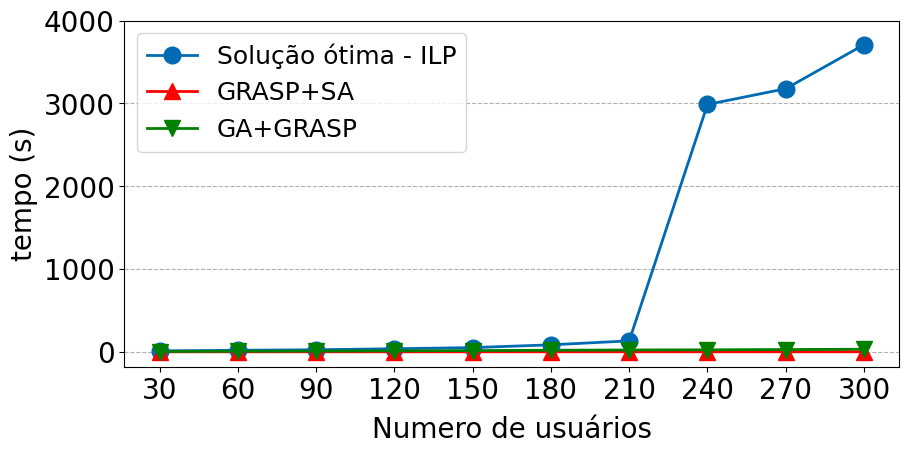 4000
3000
2000
1000
0
tempo (s)
Solução ótima - ILP
GRASP+SA
GA+GRASP
30 60 90 120 150 180 210 240 270 300
Numero de usuários